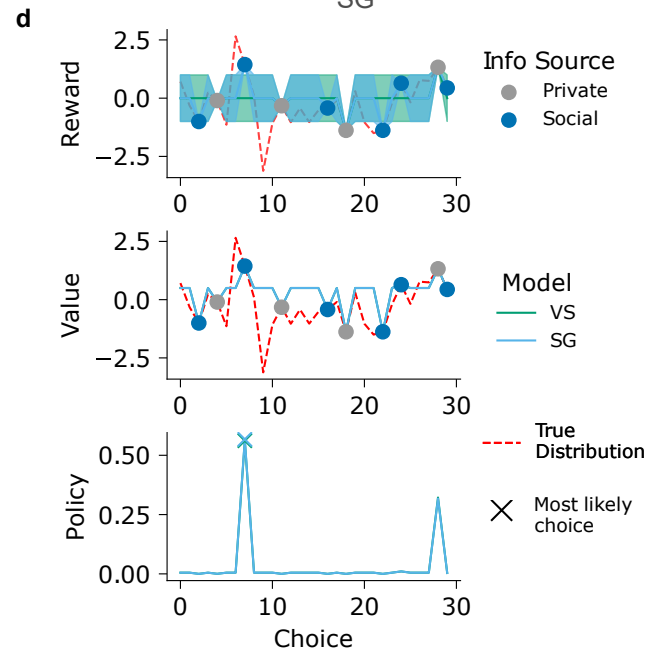 SG
d
2.5
0.0
−2.5
Reward
0
10
20
30
Info Source
Private
Social
2.5
0.0
−2.5
Value
0
10
20
30
Model
VS
SG
0.50
0.25
0.00
Policy
0
10
20
30
Choice
True
Distribution
Most likely
choice